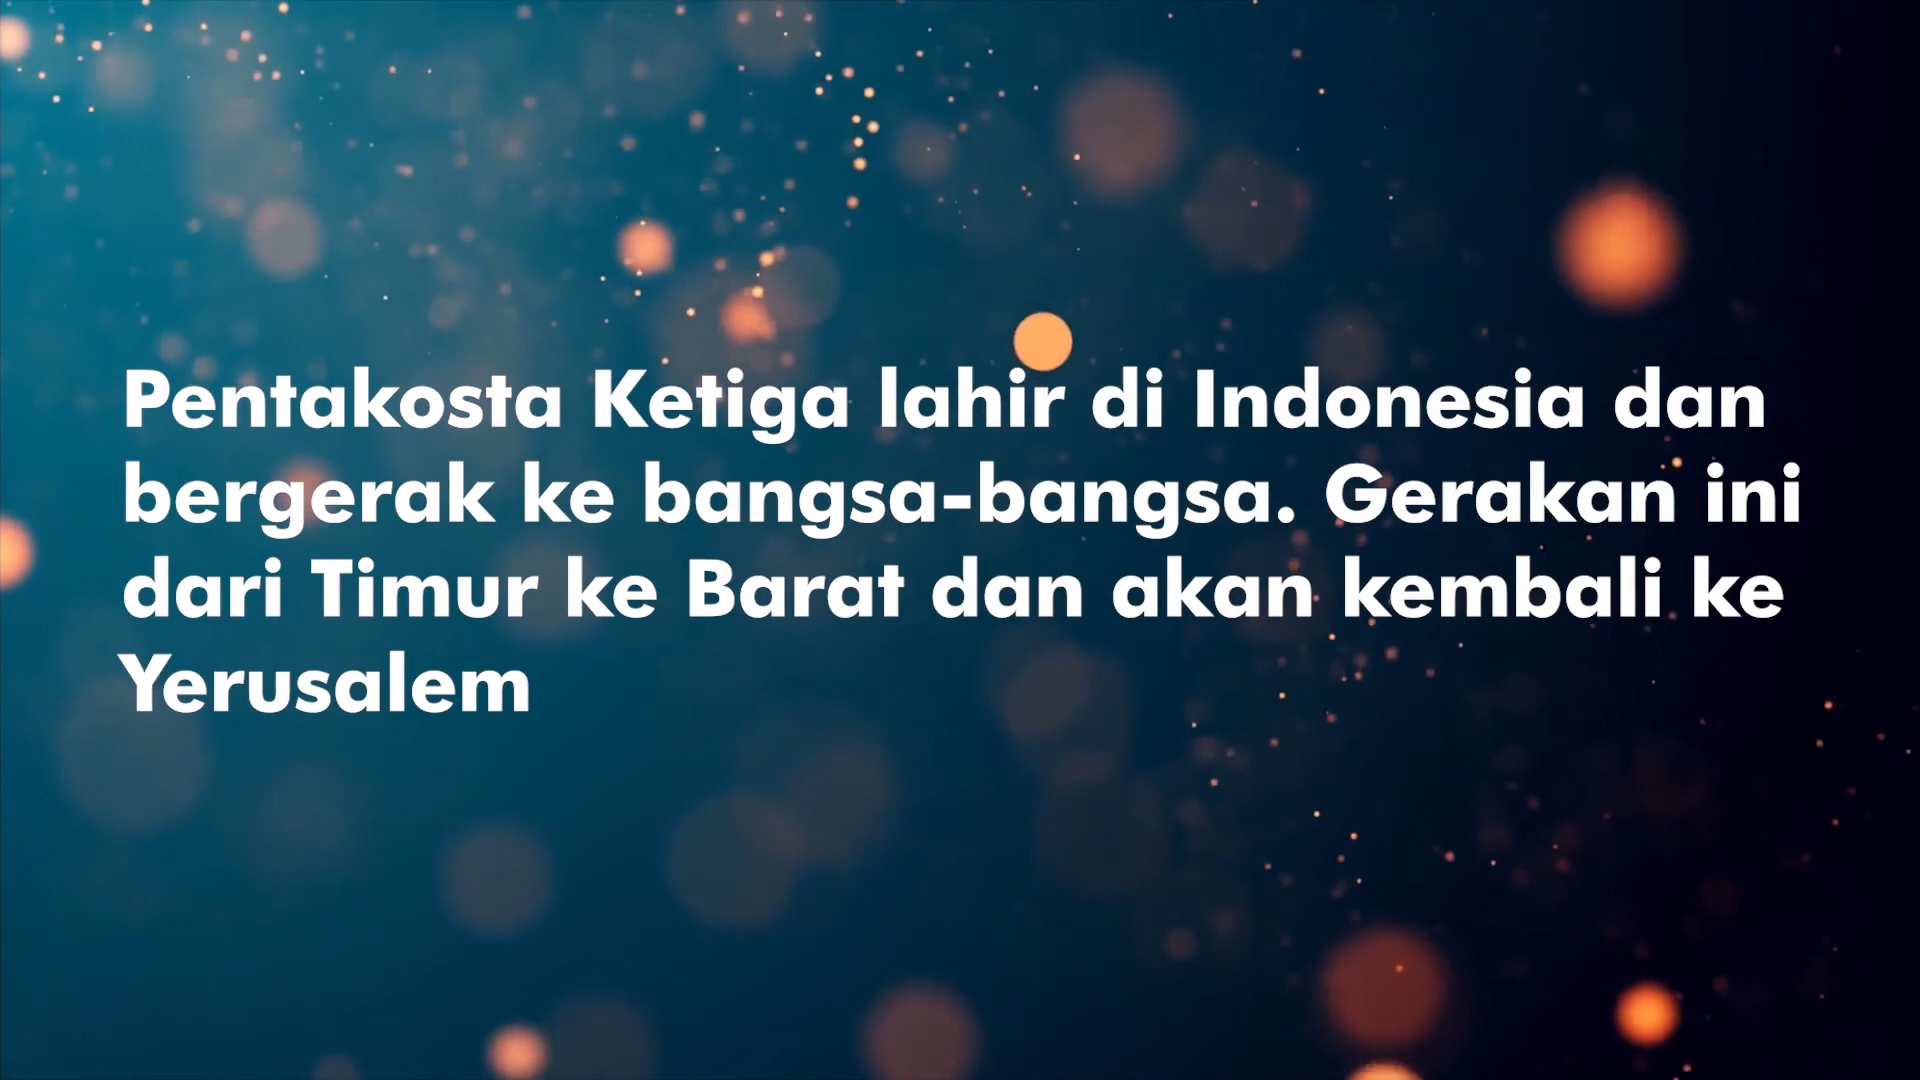 Pentakosta Ketiga lahir di Indonesia dan
bergerak ke bangsa-bangsa. Gerakan ini
dari Timur ke Barat dan akan kembali ke
Yerusalem